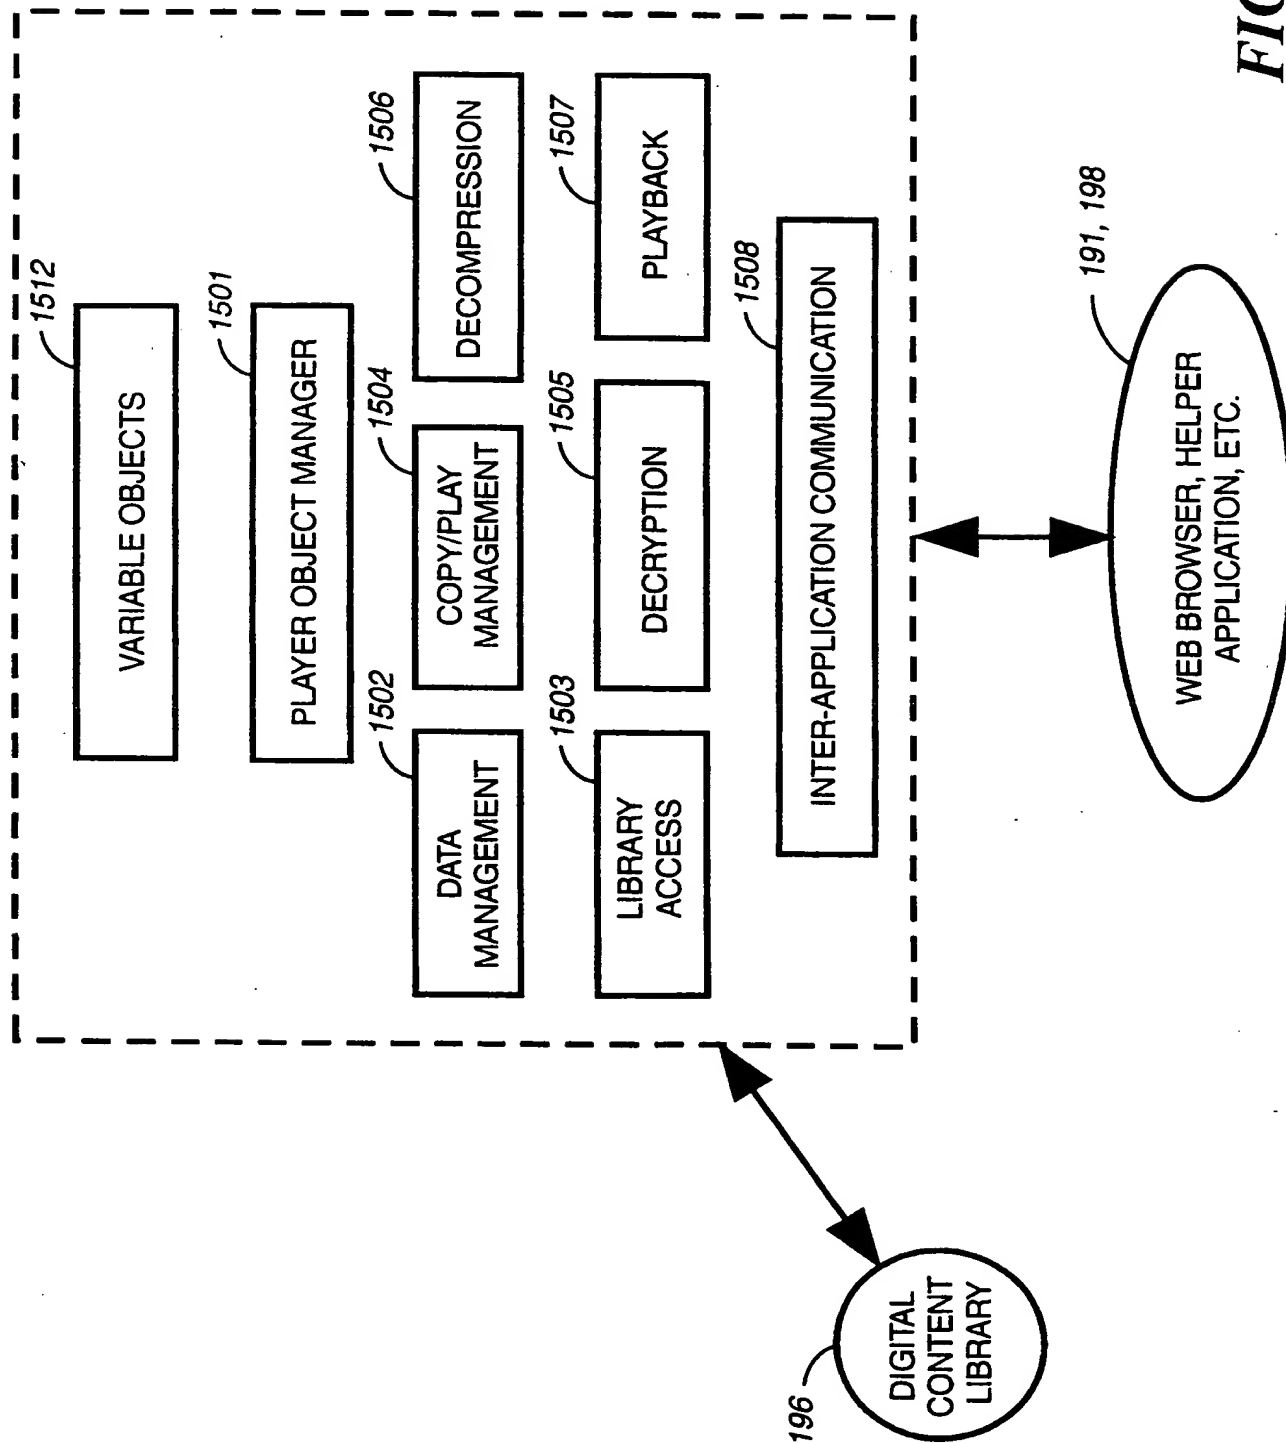 1512
VARIABLE OBJECTS
1501
PLAYER OBJECT MANAGER
1502
DATA
MANAGEMENT
1504
COPY/PLAY
MANAGEMENT
1506
DECOMPRESSION
1503
LIBRARY
ACCESS
1505
DECRYPTION
1507
PLAYBACK
1508
INTER-APPLICATION COMMUNICATION
196
DIGITAL
CONTENT
LIBRARY
191, 198
WEB BROWSER, HELPER
APPLICATION, ETC.